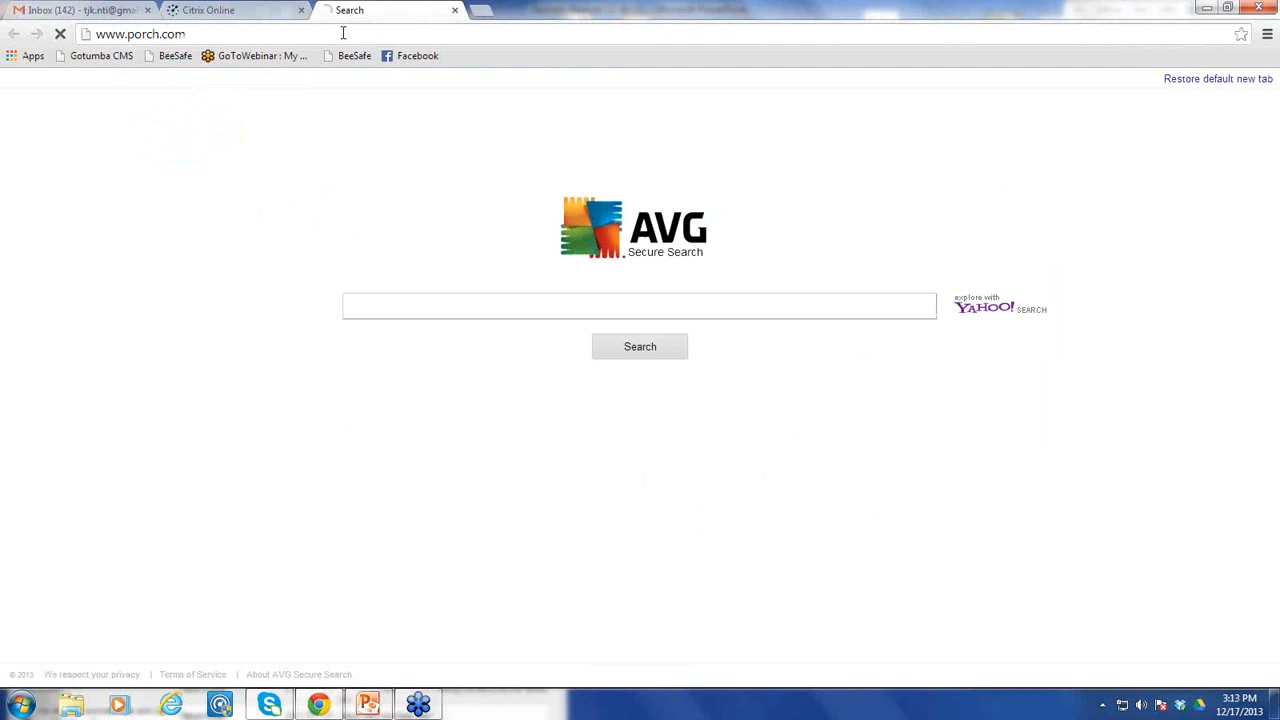 Inbox (142) - tjk.nti@gmai
Citrix Online
Search
www.porch.com
Apps
Gotumba CMS
BeeSafe
GoToWebinar : My ...
BeeSafe
Facebook
Restore default new tab
AVG
Secure Search
explore with
YAHOO! SEARCH
Search
© 2013 We respect your privacy | Terms of Service | About AVG Secure Search
3:13 PM
12/17/2013